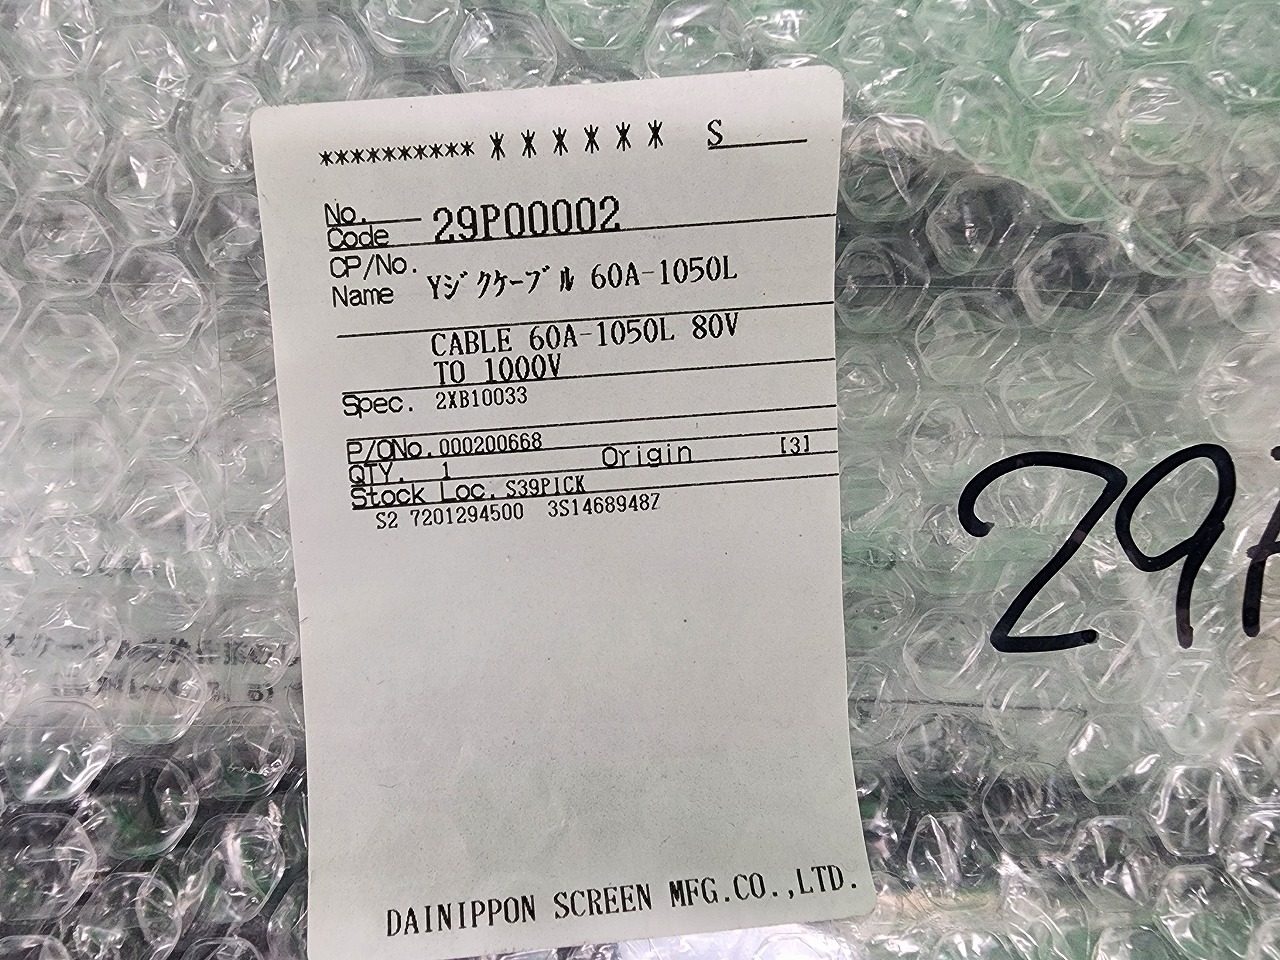 ********** ****** S
No.
Code 29P00002
CP/No.
Name Yジクケーブル 60A-1050L
CABLE 60A-1050L 80V
TO 1000V
Spec. 2XB10033
P/ONo. 000200668
QTY. 1 Origin [3]
Stock Loc. S39PICK
S2 7201294500 3S1468948Z
DAINIPPON SCREEN MFG.CO.,LTD.
29